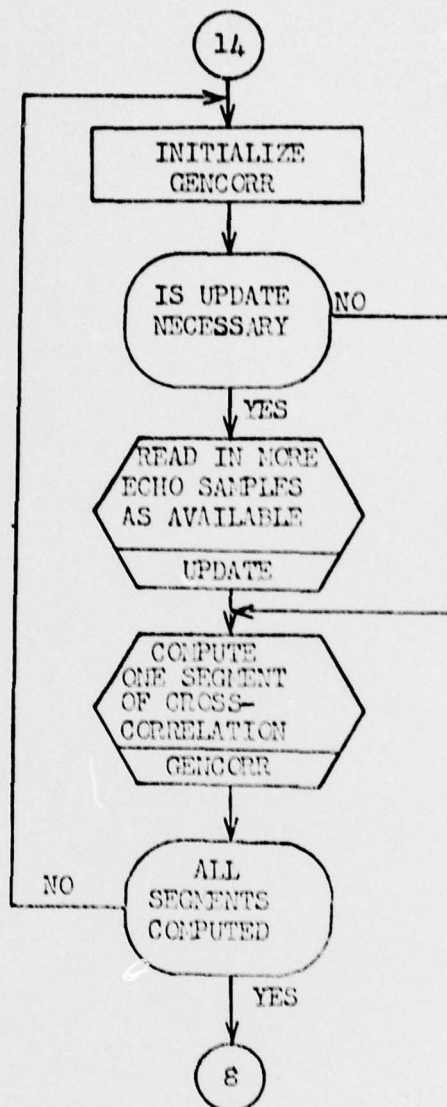 14
INITIALIZE
GENCORR
IS UPDATE
NECESSARY
NO
YES
READ IN MORE
ECHO SAMPLES
AS AVAILABLE
UPDATE
COMPUTE
ONE SEGMENT
OF CROSS-
CORRELATION
GENCORR
ALL
SEGMENTS
COMPUTED
NO
YES
8